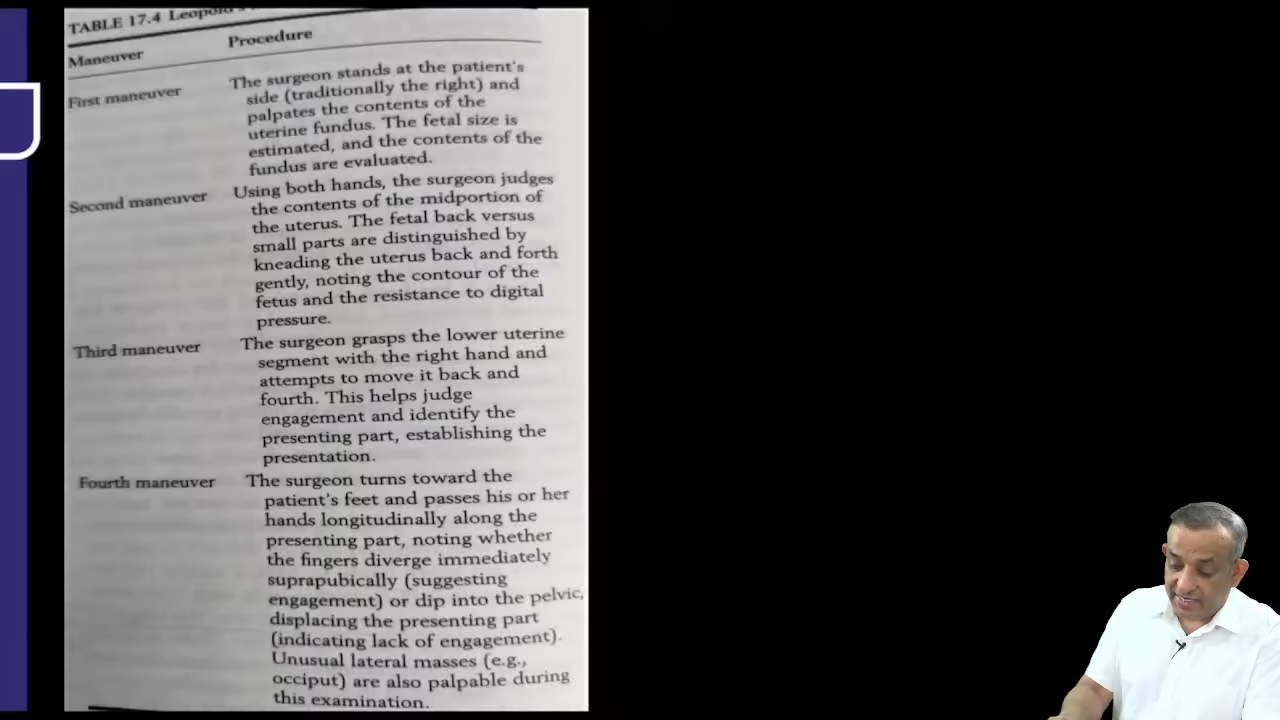 TABLE 17.4 Leopold's
Maneuver Procedure
First maneuver The surgeon stands at the patient's
side (traditionally the right) and
palpates the contents of the
uterine fundus. The fetal size is
estimated, and the contents of the
fundus are evaluated.
Second maneuver Using both hands, the surgeon judges
the contents of the midportion of
the uterus. The fetal back versus
small parts are distinguished by
kneading the uterus back and forth
gently, noting the contour of the
fetus and the resistance to digital
pressure.
Third maneuver The surgeon grasps the lower uterine
segment with the right hand and
attempts to move it back and
fourth. This helps judge
engagement and identify the
presenting part, establishing the
presentation.
Fourth maneuver The surgeon turns toward the
patient's feet and passes his or her
hands longitudinally along the
presenting part, noting whether
the fingers diverge immediately
suprapubically (suggesting
engagement) or dip into the pelvic,
displacing the presenting part
(indicating lack of engagement).
Unusual lateral masses (e.g.,
occiput) are also palpable during
this examination.